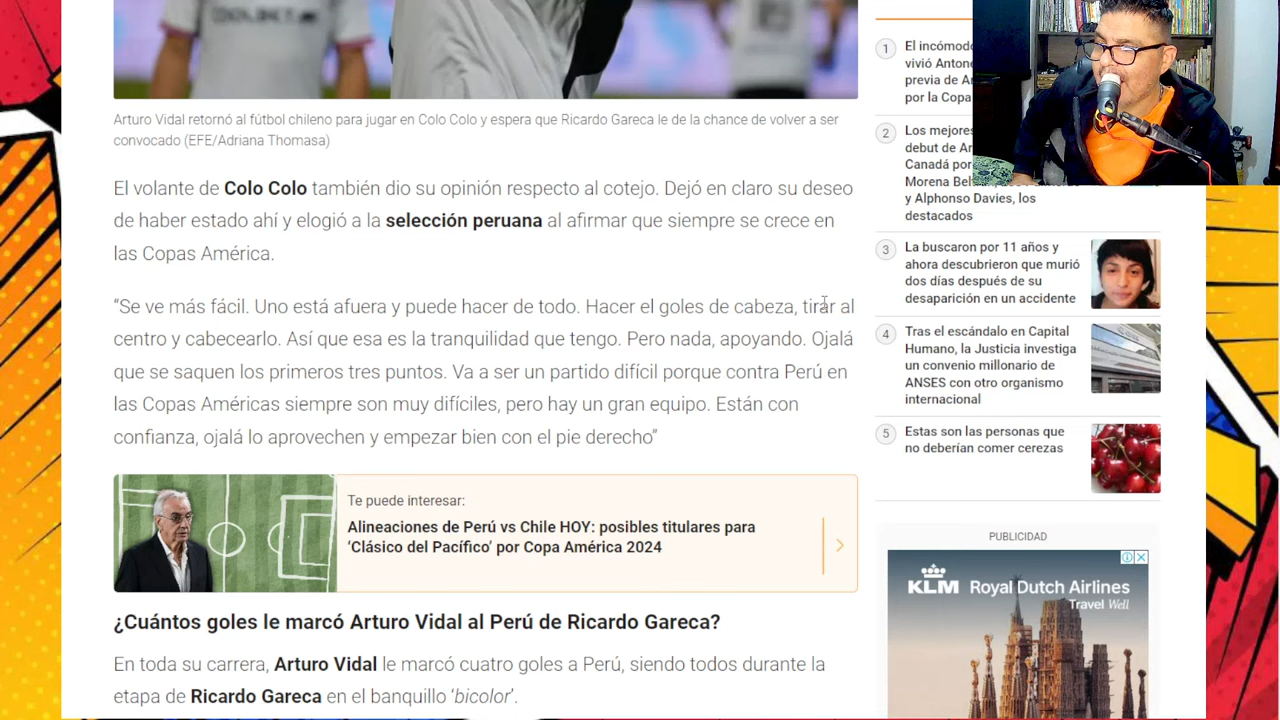 COLBET
Arturo Vidal retornó al fútbol chileno para jugar en Colo Colo y espera que Ricardo Gareca le de la chance de volver a ser
convocado (EFE/Adriana Thomasa)
El volante de Colo Colo también dio su opinión respecto al cotejo. Dejó en claro su deseo
de haber estado ahí y elogió a la selección peruana al afirmar que siempre se crece en
las Copas América.
“Se ve más fácil. Uno está afuera y puede hacer de todo. Hacer el goles de cabeza, tirar al
centro y cabecearlo. Así que esa es la tranquilidad que tengo. Pero nada, apoyando. Ojalá
que se saquen los primeros tres puntos. Va a ser un partido difícil porque contra Perú en
las Copas Américas siempre son muy dificiles, pero hay un gran equipo. Están con
confianza, ojalá lo aprovechen y empezar bien con el pie derecho”
Te puede interesar:
Alineaciones de Perú vs Chile HOY: posibles titulares para
‘Clásico del Pacífico’ por Copa América 2024
¿Cuántos goles le marcó Arturo Vidal al Perú de Ricardo Gareca?
En toda su carrera, Arturo Vidal le marcó cuatro goles a Perú, siendo todos durante la
etapa de Ricardo Gareca en el banquillo ‘bicolor’.
1
El incómodo
vivió Antone
previa de Ar
por la Copa
2
Los mejores
debut de Ar
Canadá por
Morena Bel
y Alphonso Davies, los
destacados
3
La buscaron por 11 años y
ahora descubrieron que murió
dos días después de su
desaparición en un accidente
4
Tras el escándalo en Capital
Humano, la Justicia investiga
un convenio millonario de
ANSES con otro organismo
internacional
5
Estas son las personas que
no deberían comer cerezas
PUBLICIDAD
KLM Royal Dutch Airlines
Travel Well